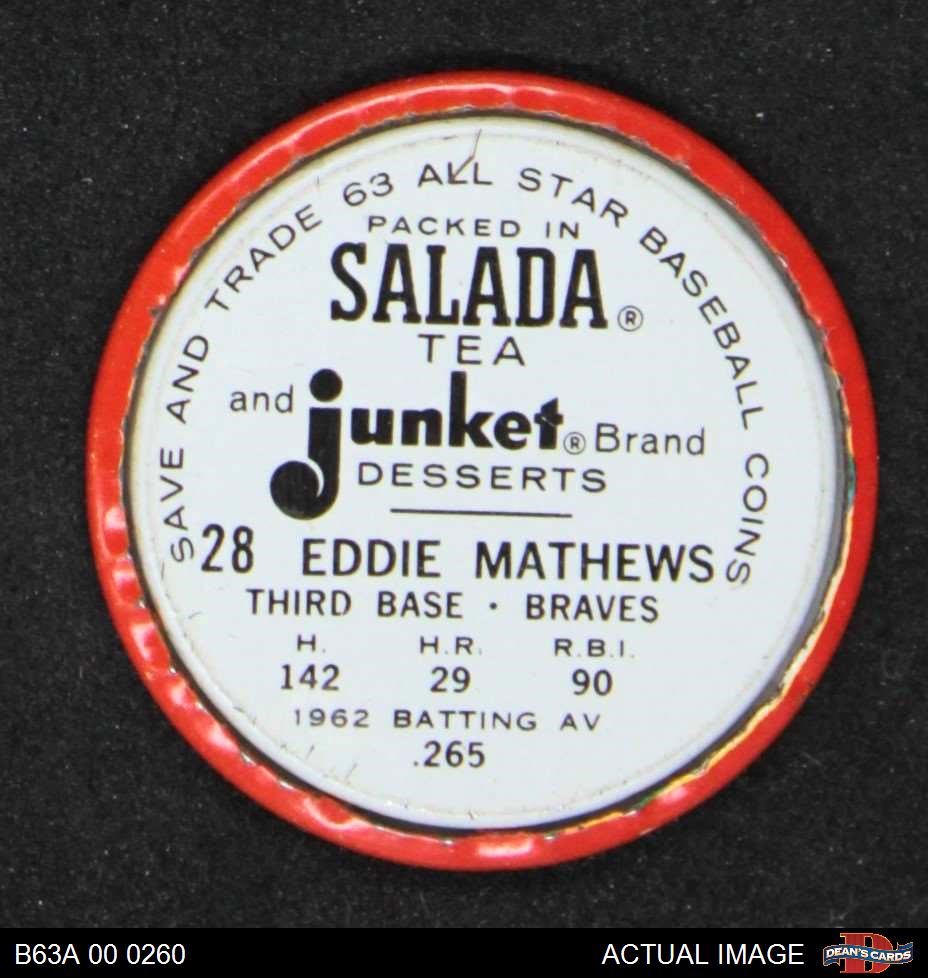 SAVE AND TRADE 63 ALL STAR BASEBALL COINS
PACKED IN
SALADA®
TEA
and junket® Brand
DESSERTS
28 EDDIE MATHEWS
THIRD BASE · BRAVES
H. H.R. R.B.I.
142 29 90
1962 BATTING AV
.265
B63A 00 0260 ACTUAL IMAGE DEAN'S CARDS